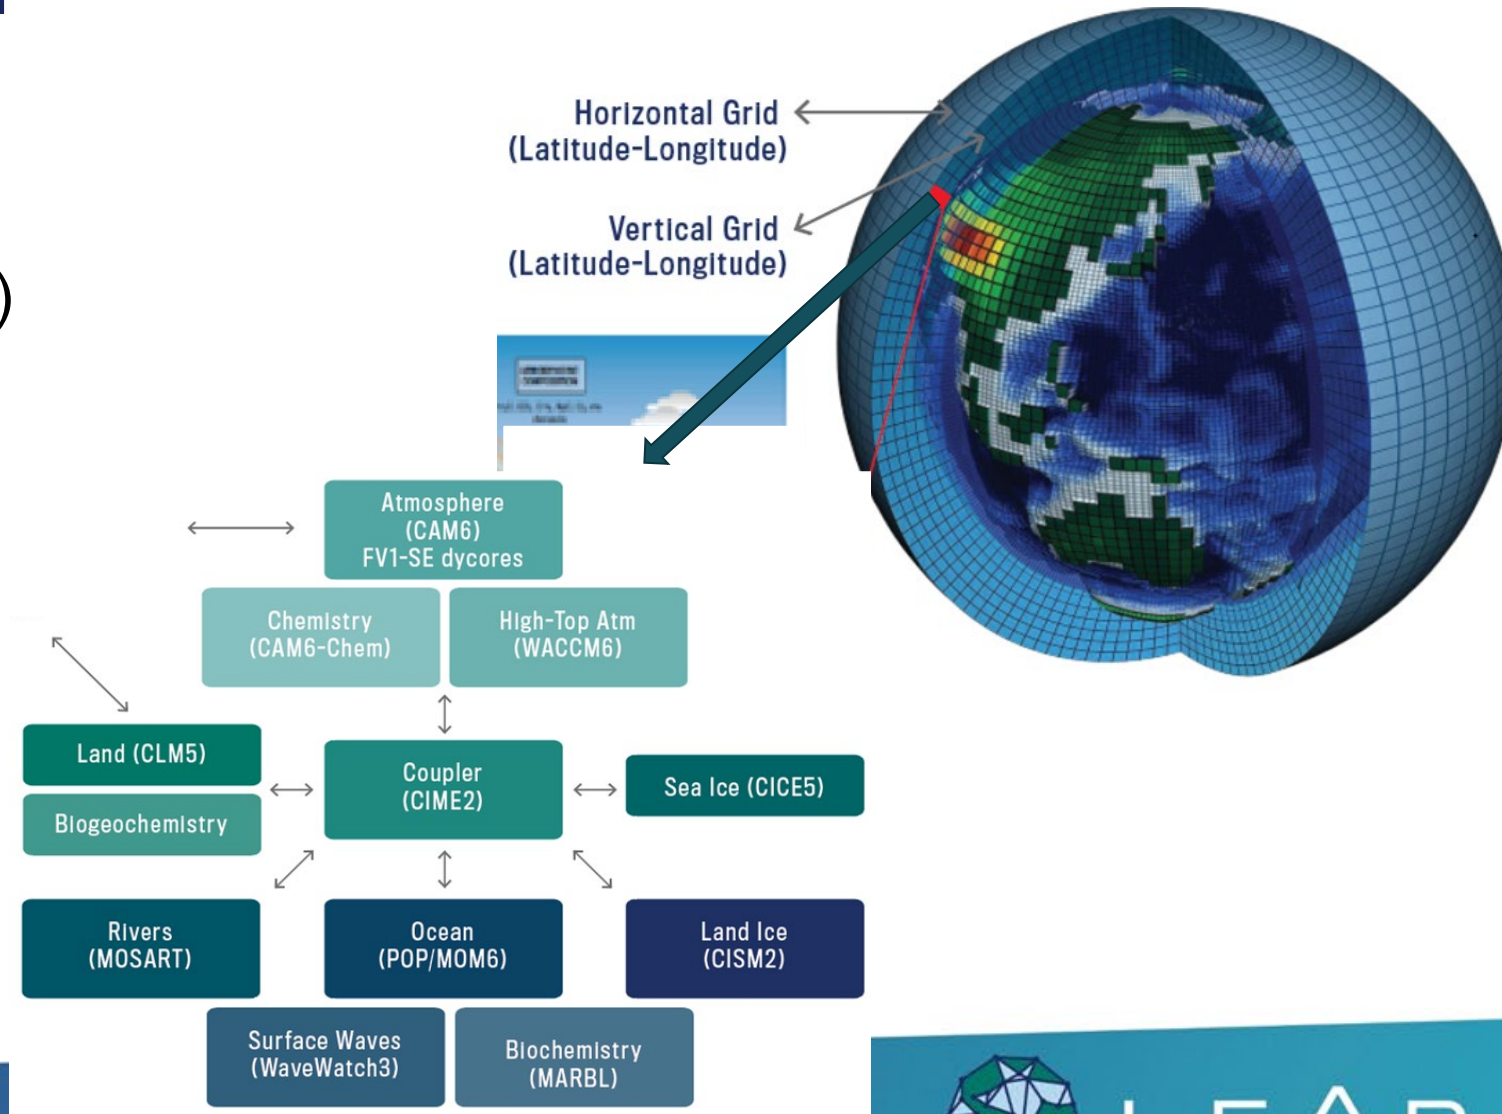 Horizontal Grid
(Latitude-Longitude)
Vertical Grid
(Latitude-Longitude)
)
Atmosphere
(CAM6)
FV1-SE dycores
Chemistry
(CAM6-Chem)
High-Top Atm
(WACCM6)
Land (CLM5)
Biogeochemistry
Coupler
(CIME2)
Sea Ice (CICE5)
Rivers
(MOSART)
Ocean
(POP/MOM6)
Land Ice
(CISM2)
Surface Waves
(WaveWatch3)
Biochemistry
(MARBL)
LEAP